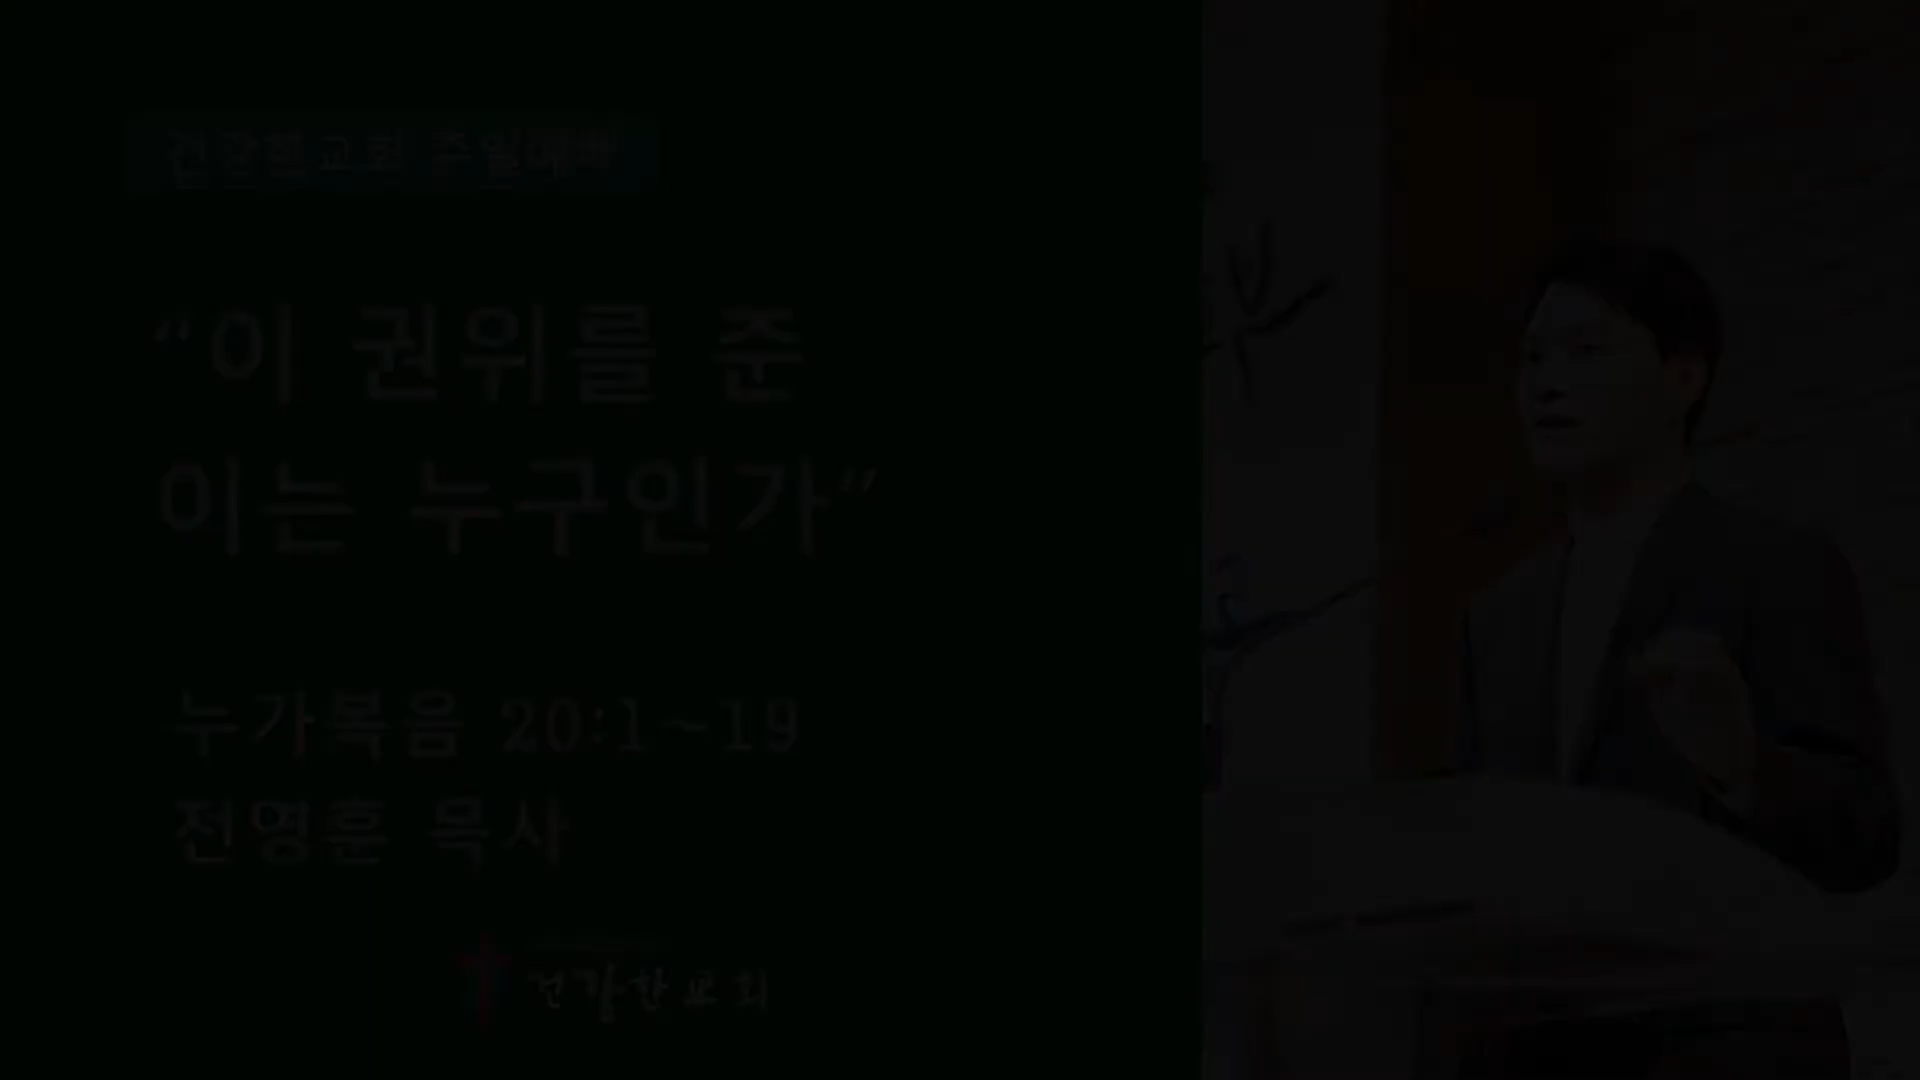 건강한교회 주일예배
“이 권위를 준
이는 누구인가”
누가복음 20:1~19
전영훈 목사
건강한교회